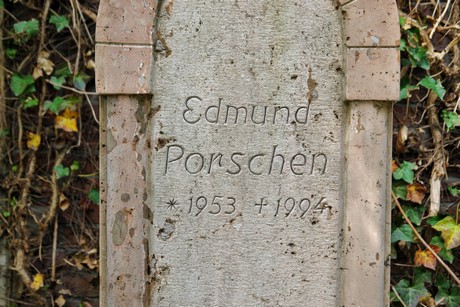 Edmund
Porschen
* 1953 + 1994